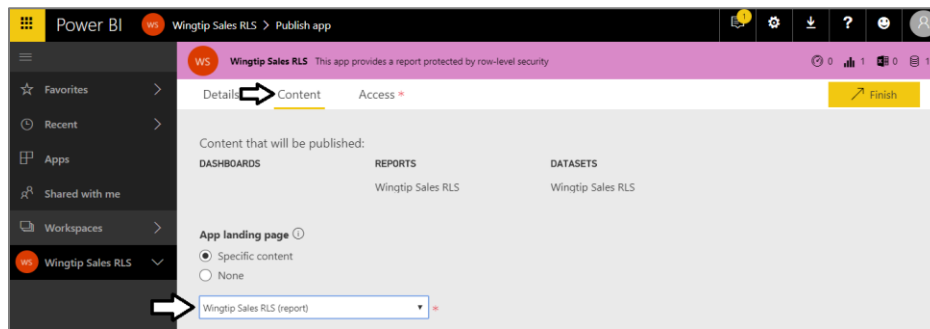 Power BI WS Wingtip Sales RLS > Publish app 1 ?
WS Wingtip Sales RLS This app provides a report protected by row-level security 0 1 0 1
Favorites >
Details Content Access * Finish
Recent >
Content that will be published:
Apps
DASHBOARDS REPORTS DATASETS
Shared with me
Wingtip Sales RLS Wingtip Sales RLS
Workspaces >
App landing page
WS Wingtip Sales RLS
Specific content
None
Wingtip Sales RLS (report) *